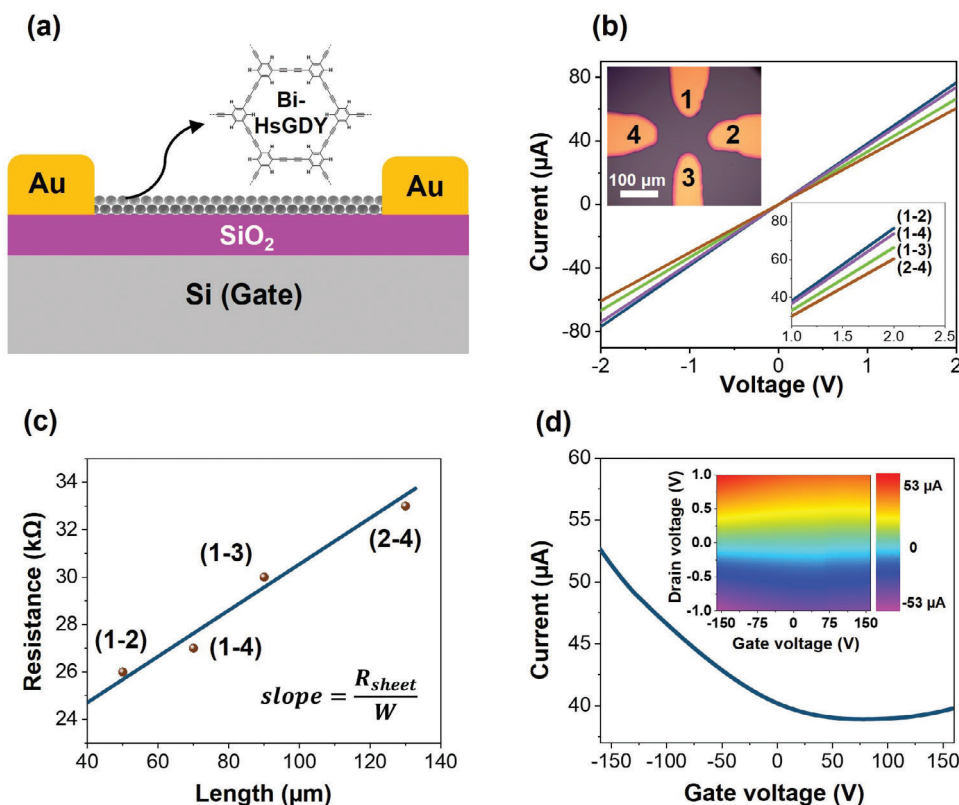 (a)
Bi-
HsGDY
Au
Au
SiO₂
Si (Gate)
(b)
80
40
0
-40
-80
Current (µA)
-2
-1
0
1
2
Voltage (V)
1
4
2
3
100 µm
80
60
40
(1-2)
(1-4)
(1-3)
(2-4)
1.0
1.5
2.0
2.5
(c)
34
32
30
28
26
24
Resistance (kΩ)
(1-2)
(1-4)
(1-3)
(2-4)
slope = R_sheet / W
40
60
80
100
120
140
Length (µm)
(d)
60
55
50
45
40
Current (µA)
1.0
0.5
0.0
-0.5
-1.0
Drain voltage (V)
-150
-75
0
75
150
Gate voltage (V)
53 µA
0
-53 µA
-150
-100
-50
0
50
100
150
Gate voltage (V)